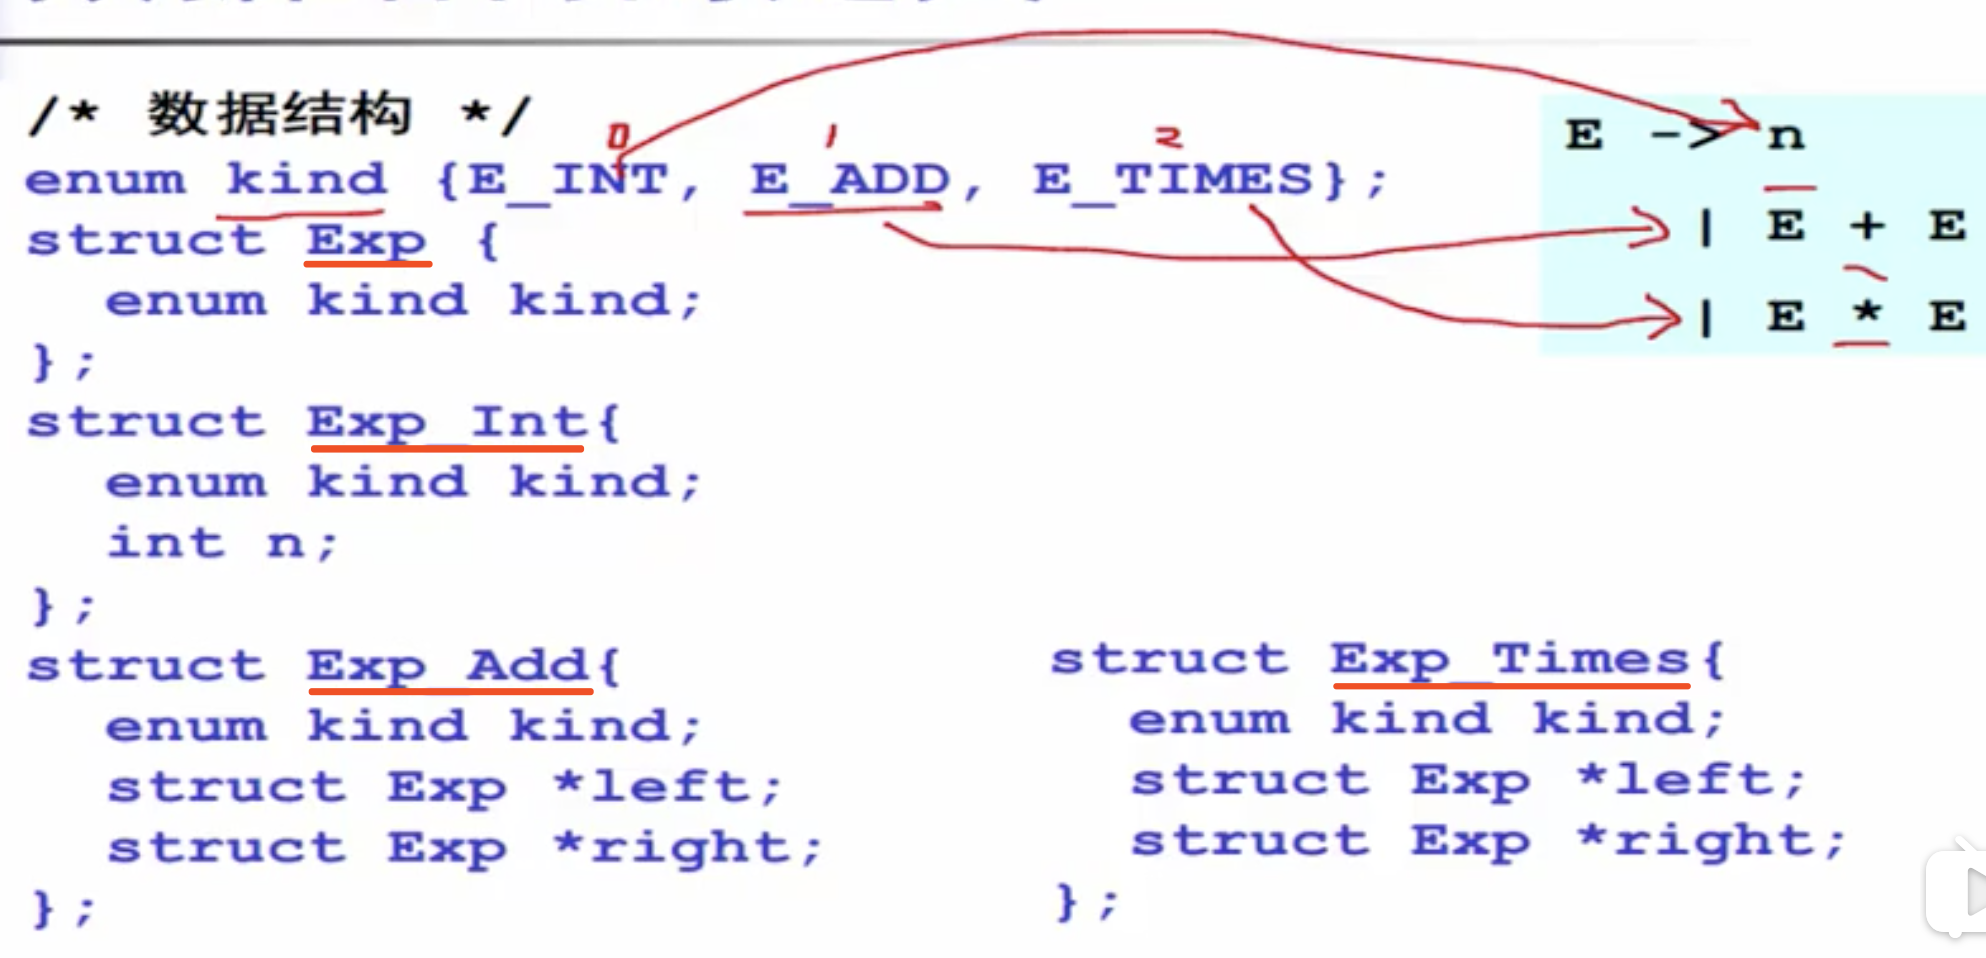 /* 数据结构 */
0 1 2
enum kind {E_INT, E_ADD, E_TIMES};
struct Exp {
enum kind kind;
};
struct Exp_Int{
enum kind kind;
int n;
};
struct Exp_Add{
enum kind kind;
struct Exp *left;
struct Exp *right;
};
struct Exp_Times{
enum kind kind;
struct Exp *left;
struct Exp *right;
};
E -> n
| E + E
| E * E